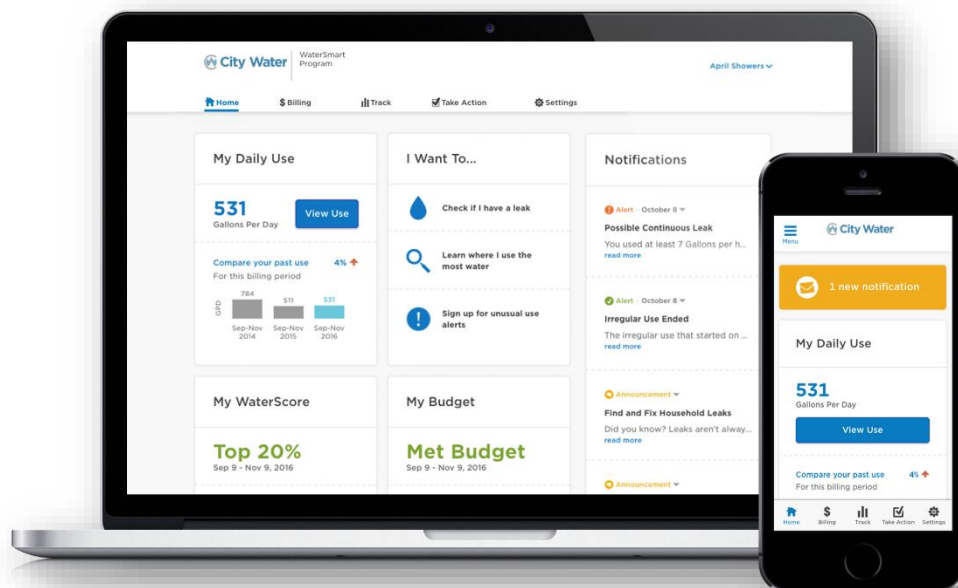 City Water
WaterSmart
Program
April Showers
Home
$ Billing
Track
Take Action
Settings
My Daily Use
531
Gallons Per Day
View Use
Compare your past use
4%
For this billing period
GPD
784
511
531
Sep-Nov
2014
Sep-Nov
2015
Sep-Nov
2016
I Want To...
Check if I have a leak
Learn where I use the
most water
Sign up for unusual use
alerts
Notifications
Alert - October 8
Possible Continuous Leak
You used at least 7 Gallons per h...
read more
Alert - October 8
Irregular Use Ended
The irregular use that started on ...
read more
Announcement
Find and Fix Household Leaks
Did you know? Leaks aren't alway...
read more
Announcement
My WaterScore
Top 20%
Sep 9 - Nov 9, 2016
My Budget
Met Budget
Sep 9 - Nov 9, 2016
Menu
City Water
1 new notification
My Daily Use
531
Gallons Per Day
View Use
Compare your past use
4%
For this billing period
Home
$
Billing
Track
Take Action
Settings